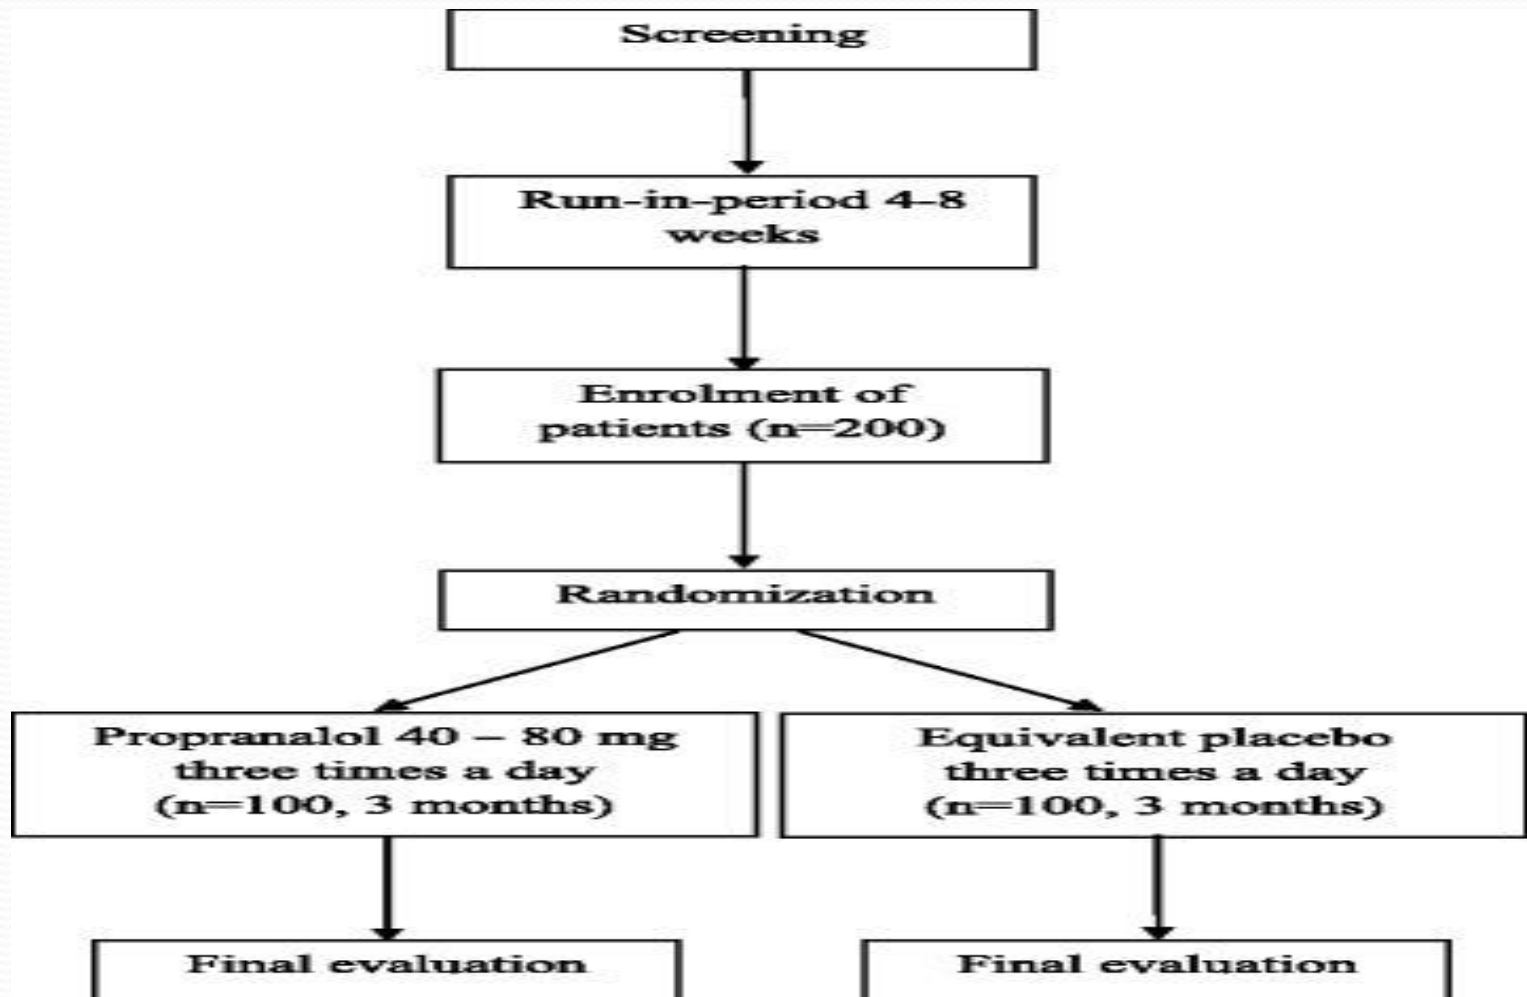 Screening
Run-in-period 4-8
weeks
Enrolment of
patients (n=200)
Randomization
Propranalol 40 – 80 mg
three times a day
(n=100, 3 months)
Equivalent placebo
three times a day
(n=100, 3 months)
Final evaluation
Final evaluation